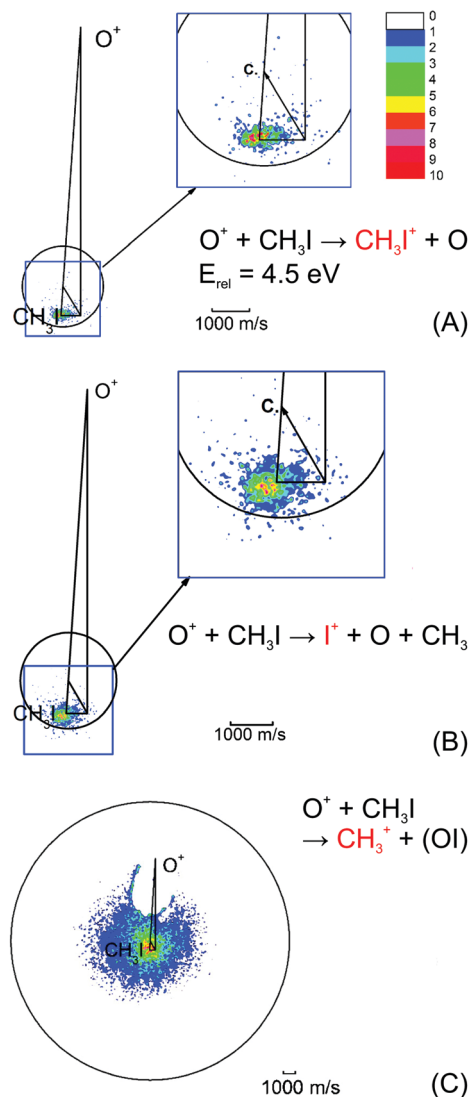 O⁺
C.
0
1
2
3
4
5
6
7
8
9
10
O⁺ + CH₃I → CH₃I⁺ + O
E_rel = 4.5 eV
CH₃I
1000 m/s
(A)
O⁺
C.
O⁺ + CH₃I → I⁺ + O + CH₃
CH₃I
1000 m/s
(B)
O⁺ + CH₃I
→ CH₃⁺ + (OI)
O⁺
CH₃I
1000 m/s
(C)